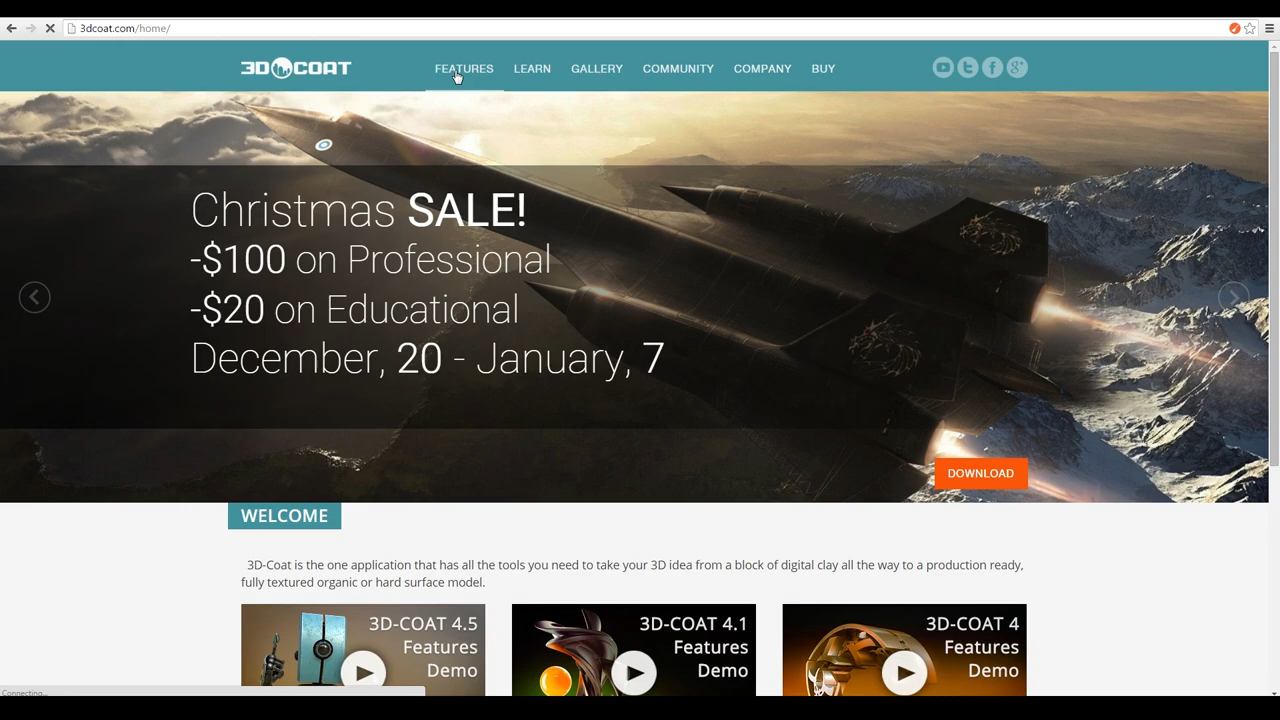 3dcoat.com/home/
3D COAT
FEATURES LEARN GALLERY COMMUNITY COMPANY BUY
Christmas SALE!
-$100 on Professional
-$20 on Educational
December, 20 - January, 7
DOWNLOAD
WELCOME
3D-Coat is the one application that has all the tools you need to take your 3D idea from a block of digital clay all the way to a production ready,
fully textured organic or hard surface model.
3D-COAT 4.5
Features
Demo
3D-COAT 4.1
Features
Demo
3D-COAT 4
Features
Demo
Connecting...